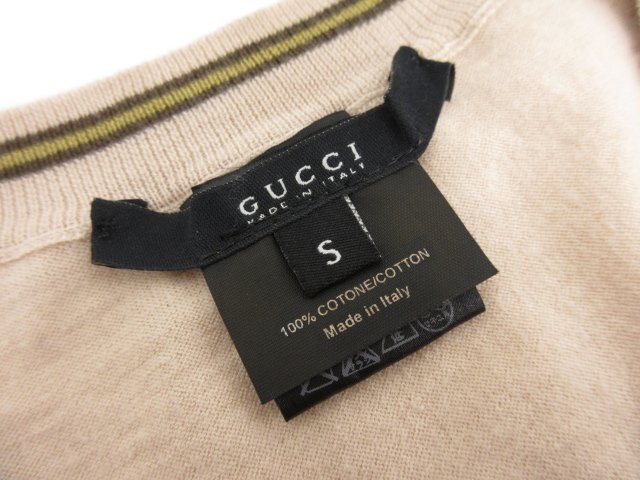 GUCCI
MADE IN ITALY
S
100% COTONE/COTTON
Made in Italy